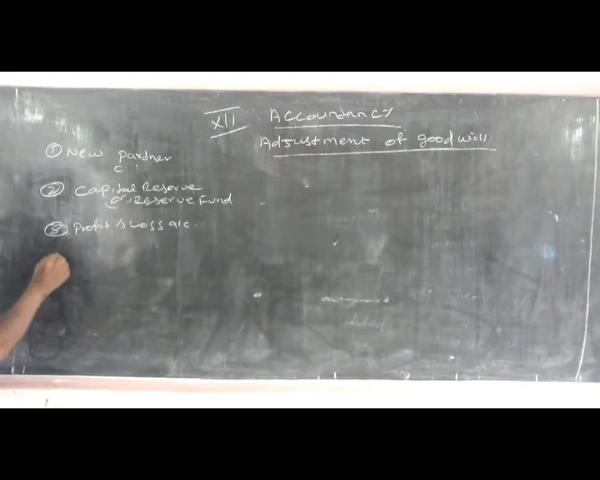 XII Accountancy
Adjustment of goodwill
① New Partner
C
② Capital Reserve
(or) Reserve Fund
③ Profit & Loss a/c.